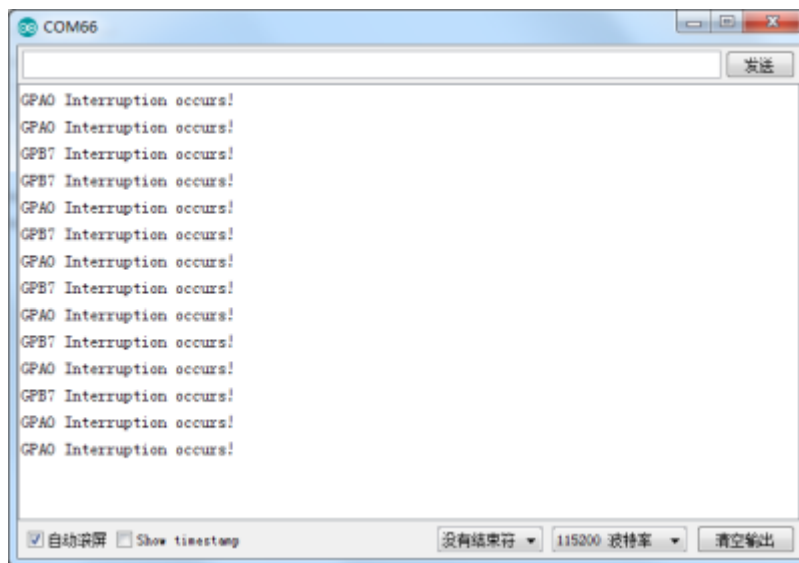 COM66
发送
GPA0 Interruption occurs!
GPA0 Interruption occurs!
GPB7 Interruption occurs!
GPB7 Interruption occurs!
GPA0 Interruption occurs!
GPB7 Interruption occurs!
GPA0 Interruption occurs!
GPB7 Interruption occurs!
GPA0 Interruption occurs!
GPB7 Interruption occurs!
GPA0 Interruption occurs!
GPB7 Interruption occurs!
GPA0 Interruption occurs!
GPA0 Interruption occurs!
自动滚屏 Show timestamp 没有结束符 115200 波特率 清空输出